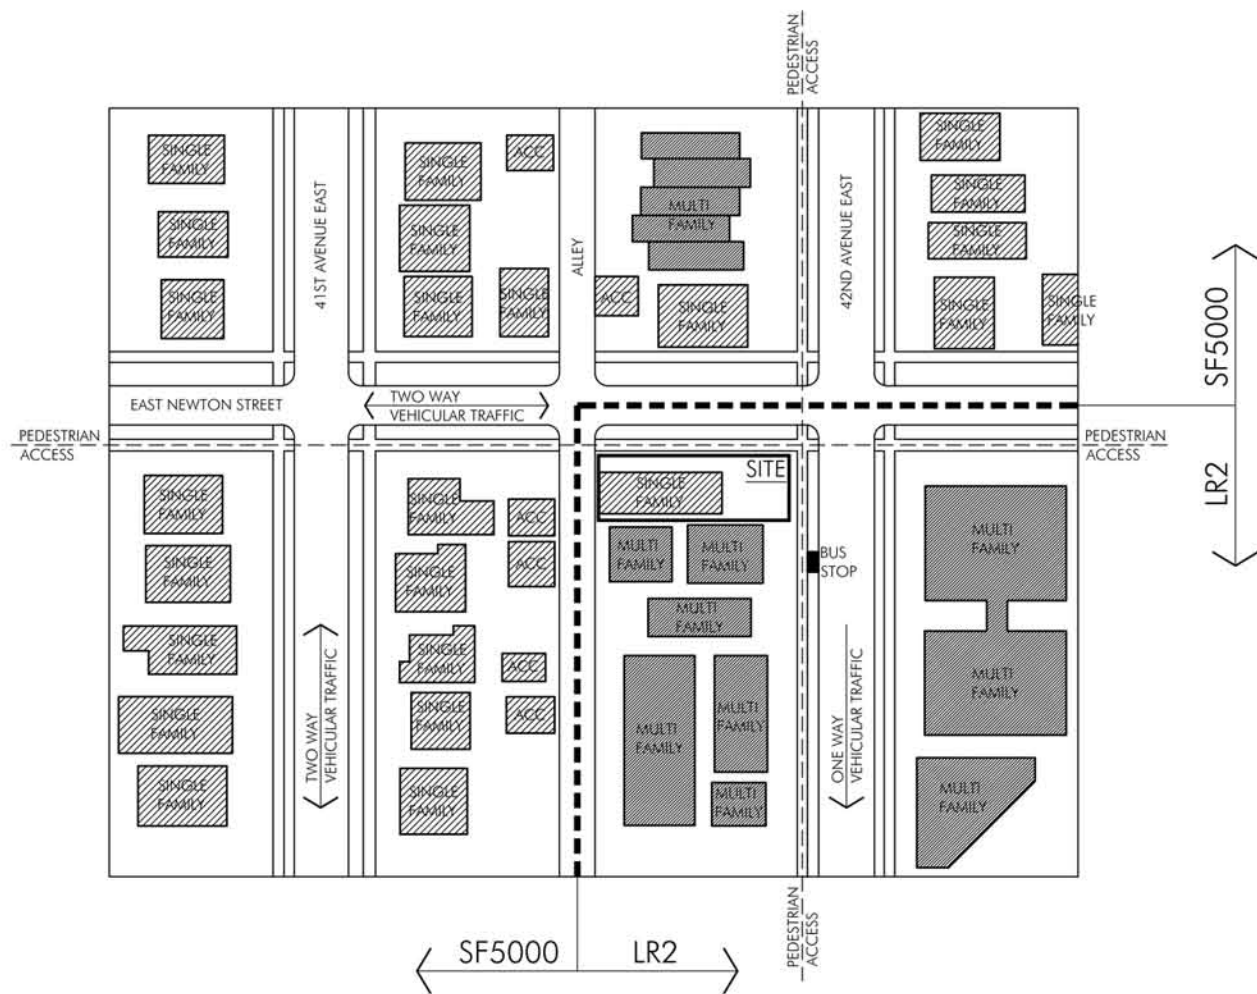 PEDESTRIAN
ACCESS
SINGLE
FAMILY
SINGLE
FAMILY
ACC
SINGLE
FAMILY
SINGLE
FAMILY
SINGLE
FAMILY
MULTI
FAMILY
SINGLE
FAMILY
SINGLE
FAMILY
SINGLE
FAMILY
41ST AVENUE EAST
ALLEY
42ND AVENUE EAST
SINGLE
FAMILY
SINGLE
FAMILY
SINGLE
FAMILY
ACC
SINGLE
FAMILY
SINGLE
FAMILY
SINGLE
FAMILY
SF5000
EAST NEWTON STREET
TWO WAY
VEHICULAR TRAFFIC
PEDESTRIAN
ACCESS
PEDESTRIAN
ACCESS
LR2
SITE
SINGLE
FAMILY
SINGLE
FAMILY
SINGLE
FAMILY
ACC
MULTI
FAMILY
MULTI
FAMILY
MULTI
FAMILY
BUS
STOP
SINGLE
FAMILY
SINGLE
FAMILY
ACC
MULTI
FAMILY
SINGLE
FAMILY
SINGLE
FAMILY
ACC
MULTI
FAMILY
SINGLE
FAMILY
TWO WAY
VEHICULAR TRAFFIC
SINGLE
FAMILY
ACC
MULTI
FAMILY
MULTI
FAMILY
ONE WAY
VEHICULAR TRAFFIC
SINGLE
FAMILY
SINGLE
FAMILY
MULTI
FAMILY
MULTI
FAMILY
SF5000
LR2
PEDESTRIAN
ACCESS